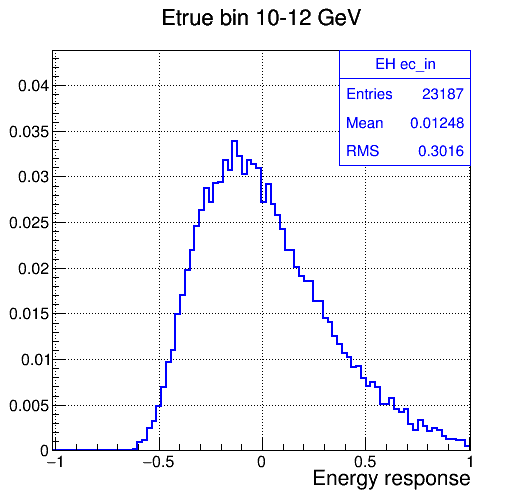 Etrue bin 10-12 GeV
EH ec_in
Entries 23187
Mean 0.01248
RMS 0.3016
0.04
0.035
0.03
0.025
0.02
0.015
0.01
0.005
0
−1 −0.5 0 0.5 1
Energy response